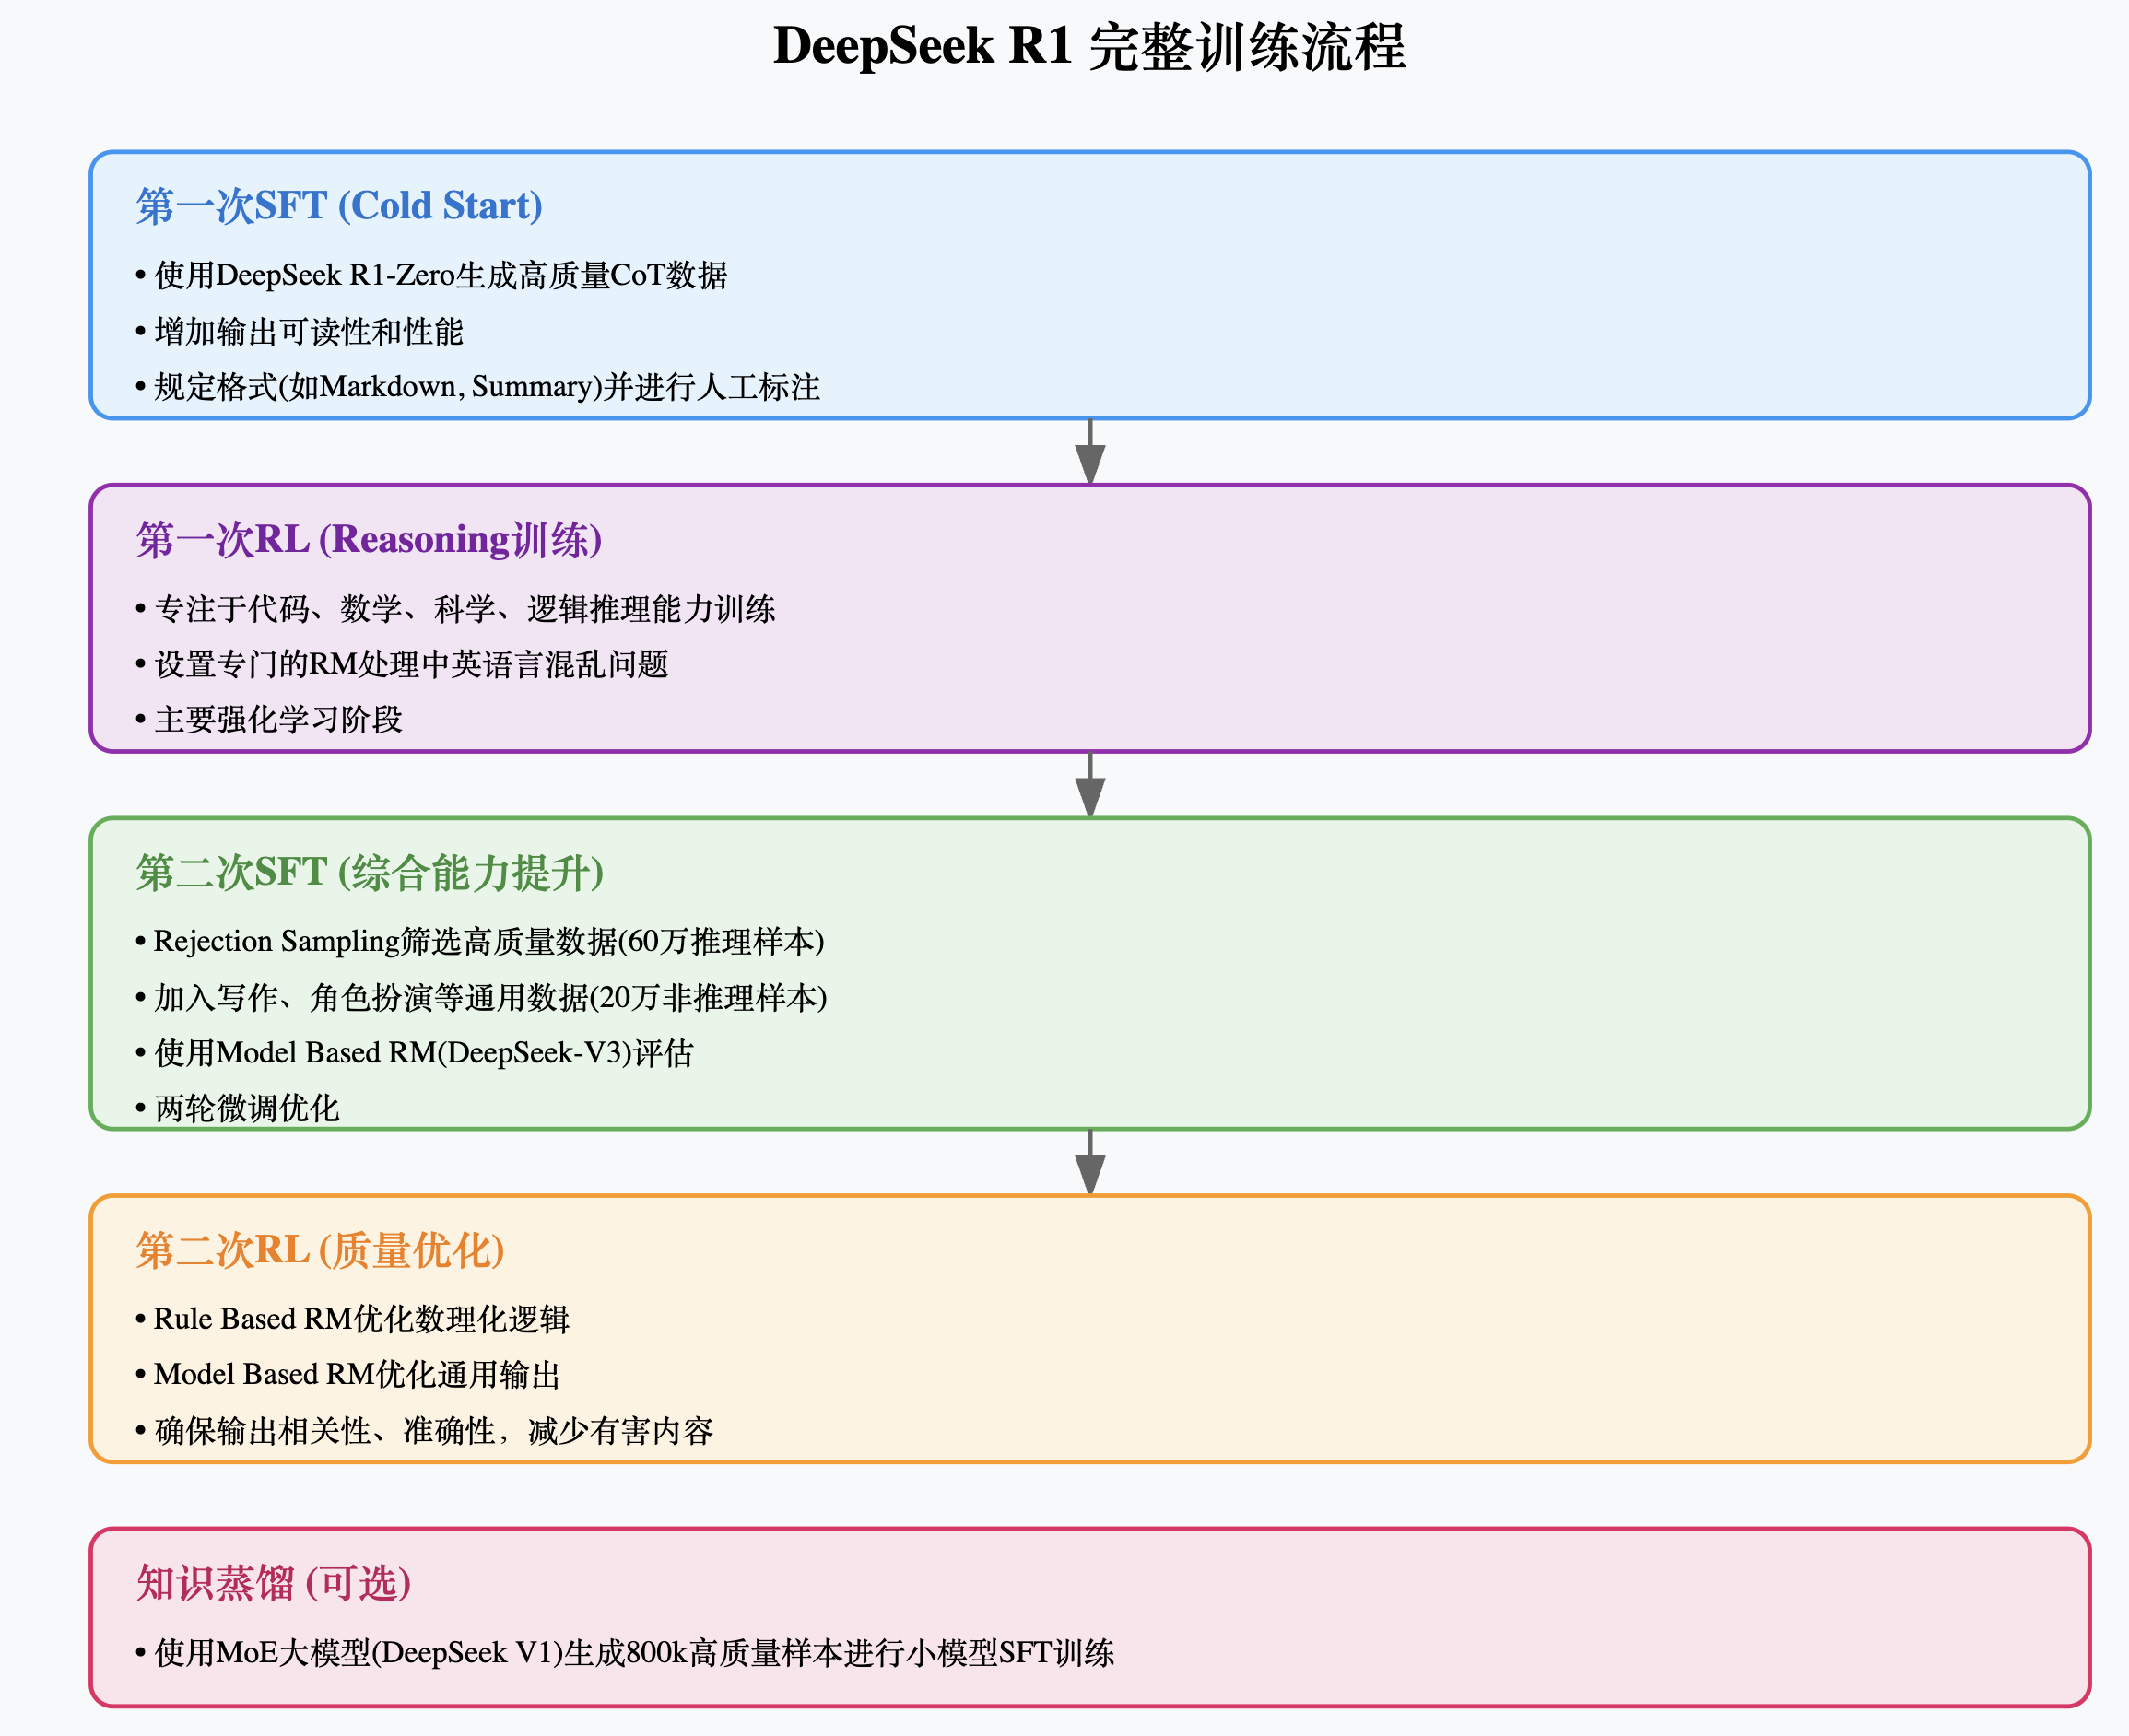 DeepSeek R1 完整训练流程
第一次SFT (Cold Start)
• 使用DeepSeek R1-Zero生成高质量CoT数据
• 增加输出可读性和性能
• 规定格式(如Markdown, Summary)并进行人工标注
第一次RL (Reasoning训练)
• 专注于代码、数学、科学、逻辑推理能力训练
• 设置专门的RM处理中英语言混乱问题
• 主要强化学习阶段
第二次SFT (综合能力提升)
• Rejection Sampling筛选高质量数据(60万推理样本)
• 加入写作、角色扮演等通用数据(20万非推理样本)
• 使用Model Based RM(DeepSeek-V3)评估
• 两轮微调优化
第二次RL (质量优化)
• Rule Based RM优化数理化逻辑
• Model Based RM优化通用输出
• 确保输出相关性、准确性，减少有害内容
知识蒸馏 (可选)
• 使用MoE大模型(DeepSeek V1)生成800k高质量样本进行小模型SFT训练